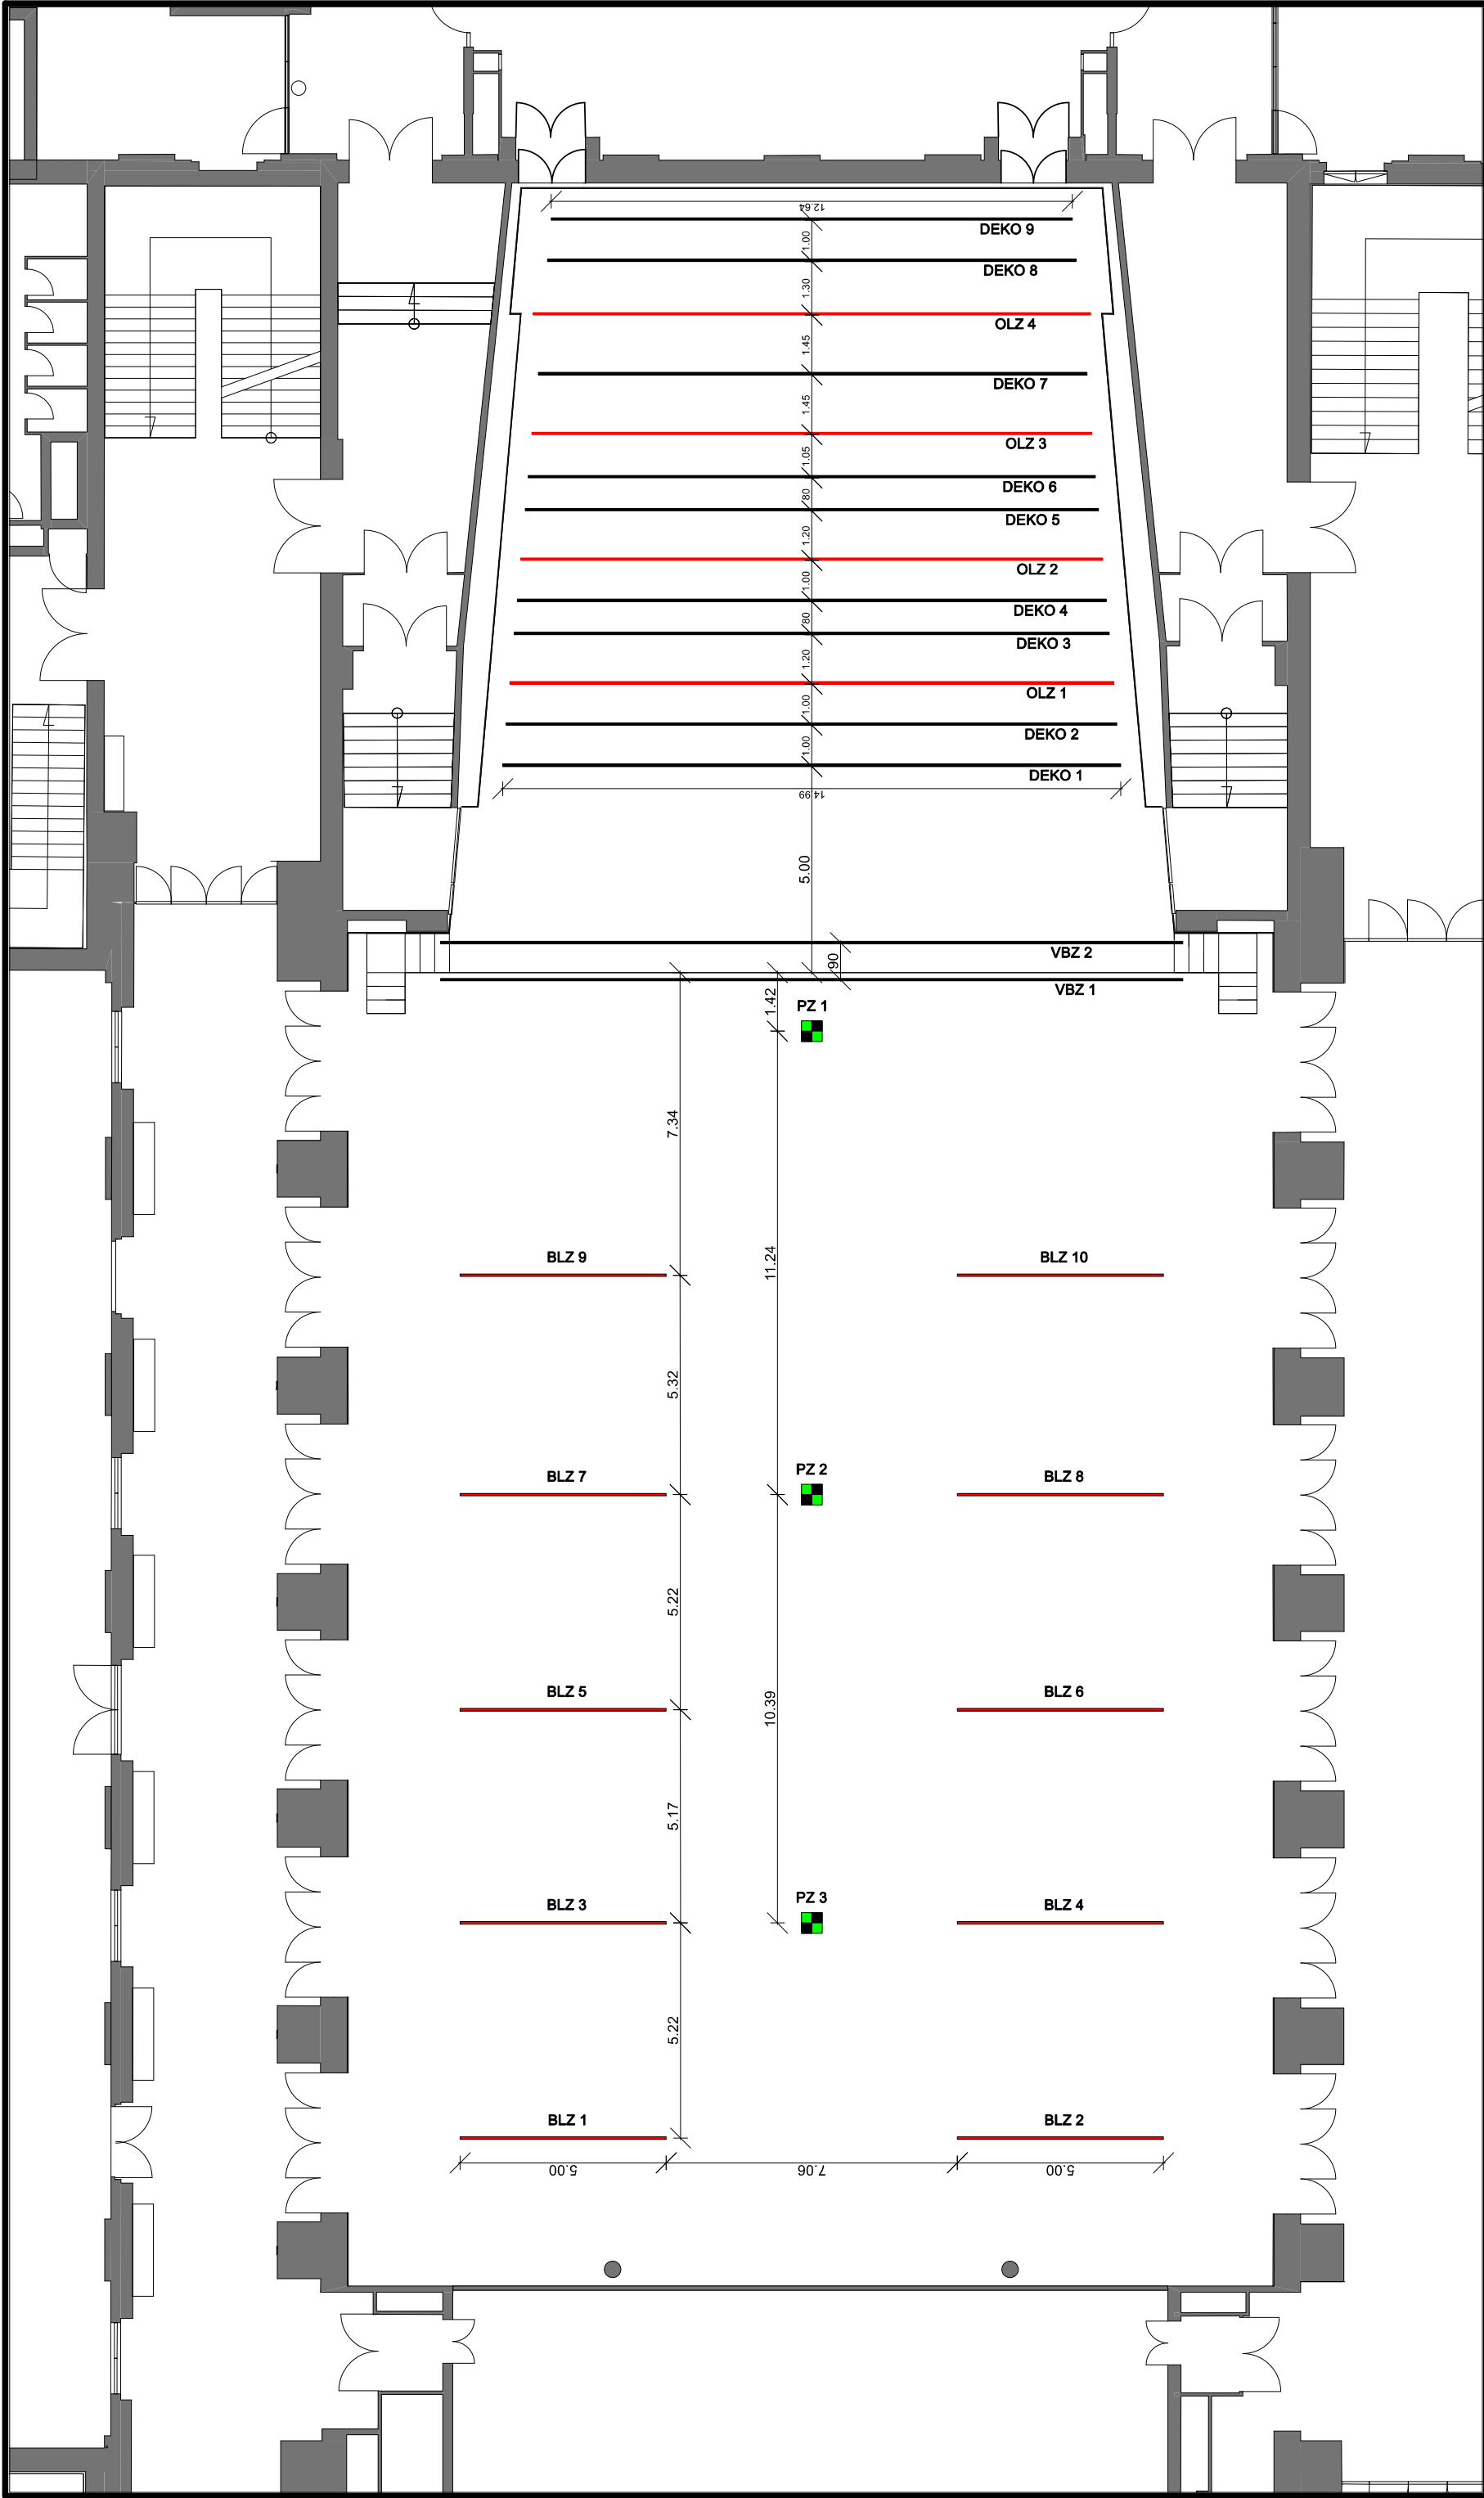 12.64
DEKO 9
1.00
DEKO 8
1.30
OLZ 4
1.45
DEKO 7
1.45
OLZ 3
1.05
DEKO 6
80
DEKO 5
1.20
OLZ 2
1.00
DEKO 4
80
DEKO 3
1.20
OLZ 1
1.00
DEKO 2
1.00
DEKO 1
14.99
5.00
VBZ 2
90
VBZ 1
1.42
PZ 1
7.34
11.24
BLZ 9
BLZ 10
5.32
PZ 2
BLZ 7
BLZ 8
5.22
10.39
BLZ 5
BLZ 6
5.17
PZ 3
BLZ 3
BLZ 4
5.22
BLZ 1
BLZ 2
5.00
7.06
5.00